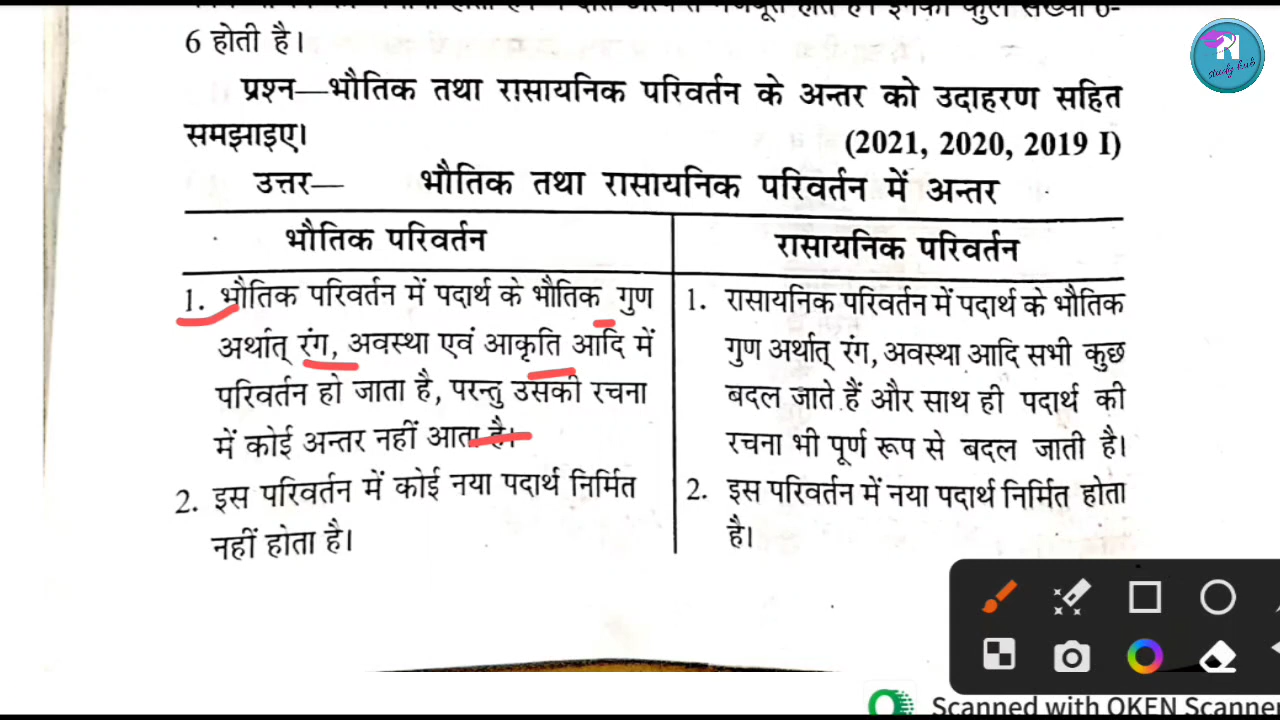 6 होती है।
study hub
प्रश्न—भौतिक तथा रासायनिक परिवर्तन के अन्तर को उदाहरण सहित
समझाइए। (2021, 2020, 2019 I)
उत्तर— भौतिक तथा रासायनिक परिवर्तन में अन्तर
भौतिक परिवर्तन
1. भौतिक परिवर्तन में पदार्थ के भौतिक गुण
अर्थात् रंग, अवस्था एवं आकृति आदि में
परिवर्तन हो जाता है, परन्तु उसकी रचना
में कोई अन्तर नहीं आता है।
2. इस परिवर्तन में कोई नया पदार्थ निर्मित
नहीं होता है।
रासायनिक परिवर्तन
1. रासायनिक परिवर्तन में पदार्थ के भौतिक
गुण अर्थात् रंग, अवस्था आदि सभी कुछ
बदल जाते हैं और साथ ही पदार्थ की
रचना भी पूर्ण रूप से बदल जाती है।
2. इस परिवर्तन में नया पदार्थ निर्मित होता
है।
Scanned with OKEN Scanner